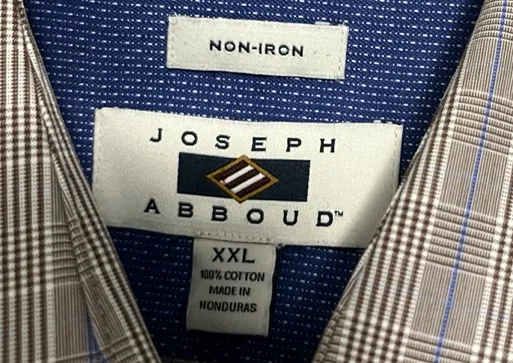 NON-IRON
JOSEPH
ABBOUD™
XXL
100% COTTON
MADE IN
HONDURAS